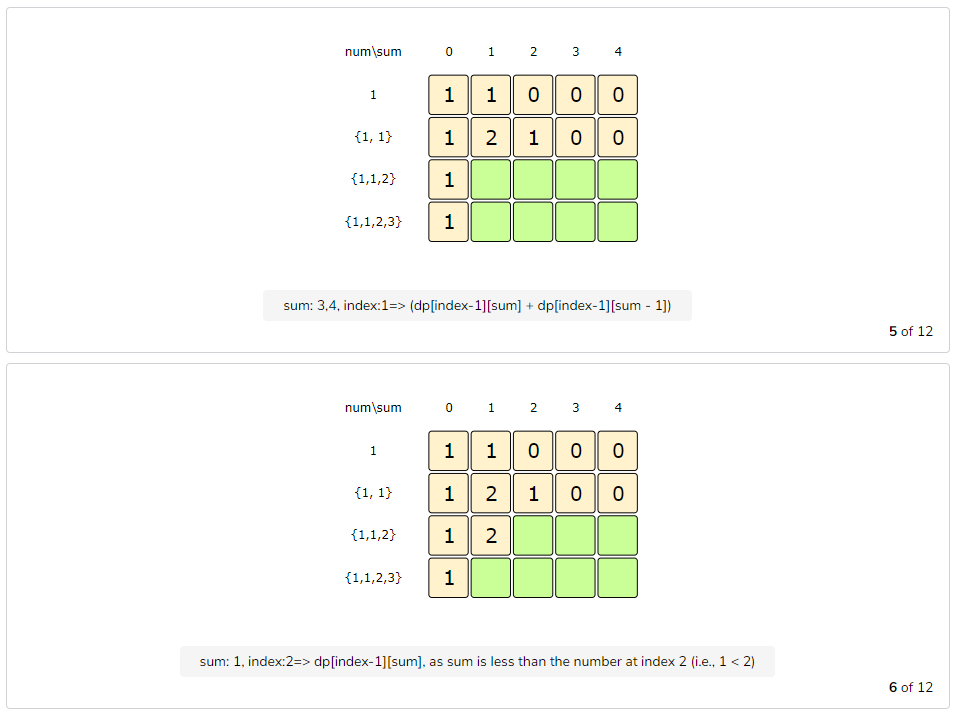 num\sum 0 1 2 3 4
1 1 1 0 0 0
{1, 1} 1 2 1 0 0
{1,1,2} 1
{1,1,2,3} 1
sum: 3,4, index:1=> (dp[index-1][sum] + dp[index-1][sum - 1])
5 of 12
num\sum 0 1 2 3 4
1 1 1 0 0 0
{1, 1} 1 2 1 0 0
{1,1,2} 1 2
{1,1,2,3} 1
sum: 1, index:2=> dp[index-1][sum], as sum is less than the number at index 2 (i.e., 1 < 2)
6 of 12